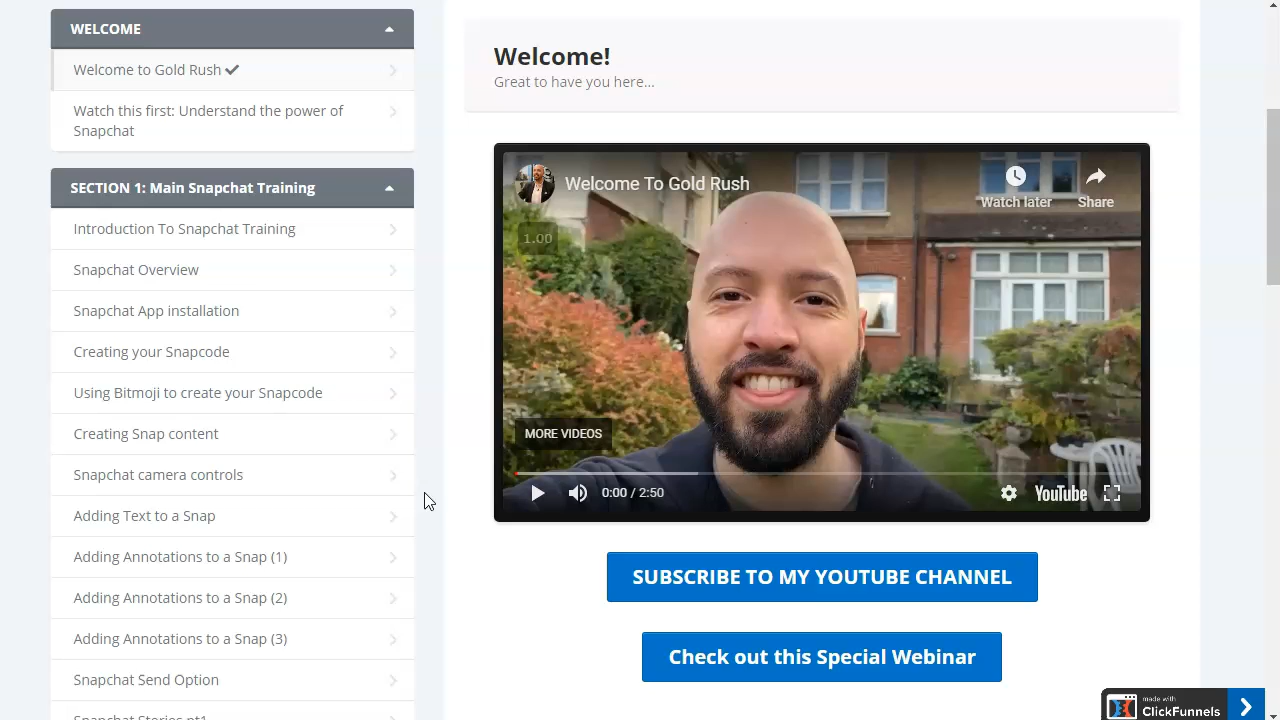 WELCOME
Welcome to Gold Rush
Watch this first: Understand the power of
Snapchat
SECTION 1: Main Snapchat Training
Introduction To Snapchat Training
Snapchat Overview
Snapchat App installation
Creating your Snapcode
Using Bitmoji to create your Snapcode
Creating Snap content
Snapchat camera controls
Adding Text to a Snap
Adding Annotations to a Snap (1)
Adding Annotations to a Snap (2)
Adding Annotations to a Snap (3)
Snapchat Send Option
Snapchat Stories pt1
Welcome!
Great to have you here...
Welcome To Gold Rush
Watch later
Share
1.00
MORE VIDEOS
0:00 / 2:50
YouTube
SUBSCRIBE TO MY YOUTUBE CHANNEL
Check out this Special Webinar
made with
ClickFunnels